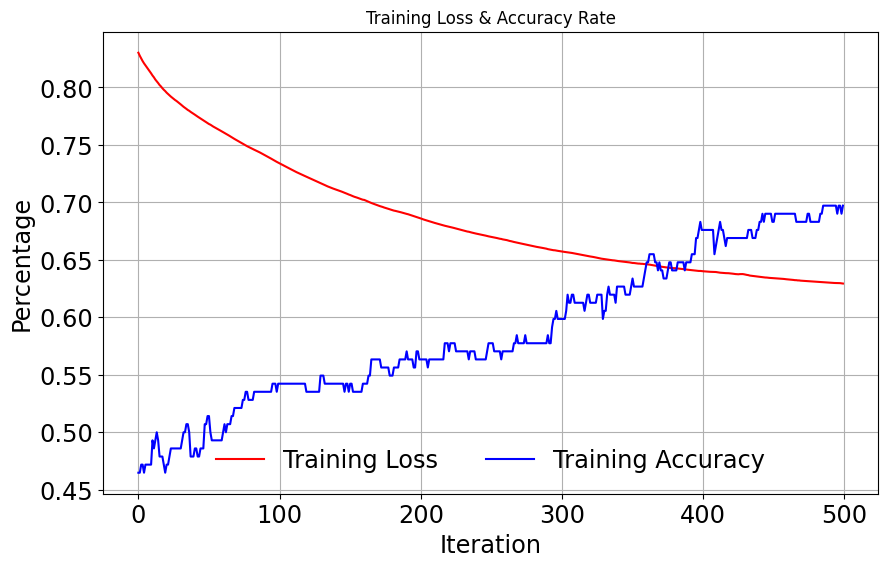 Training Loss & Accuracy Rate
0.80
0.75
0.70
0.65
0.60
0.55
0.50
0.45
Percentage
Training Loss
Training Accuracy
0
100
200
300
400
500
Iteration